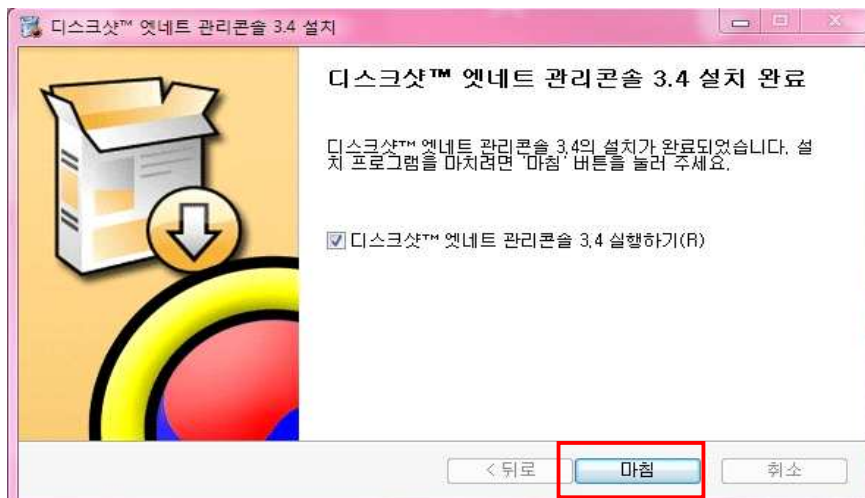 디스크샷™ 엣네트 관리콘솔 3.4 설치
디스크샷™ 엣네트 관리콘솔 3.4 설치 완료
디스크샷™ 엣네트 관리콘솔 3.4의 설치가 완료되었습니다. 설
치 프로그램을 마치려면 '마침' 버튼을 눌러 주세요.
디스크샷™ 엣네트 관리콘솔 3.4 실행하기(R)
< 뒤로 마침 취소